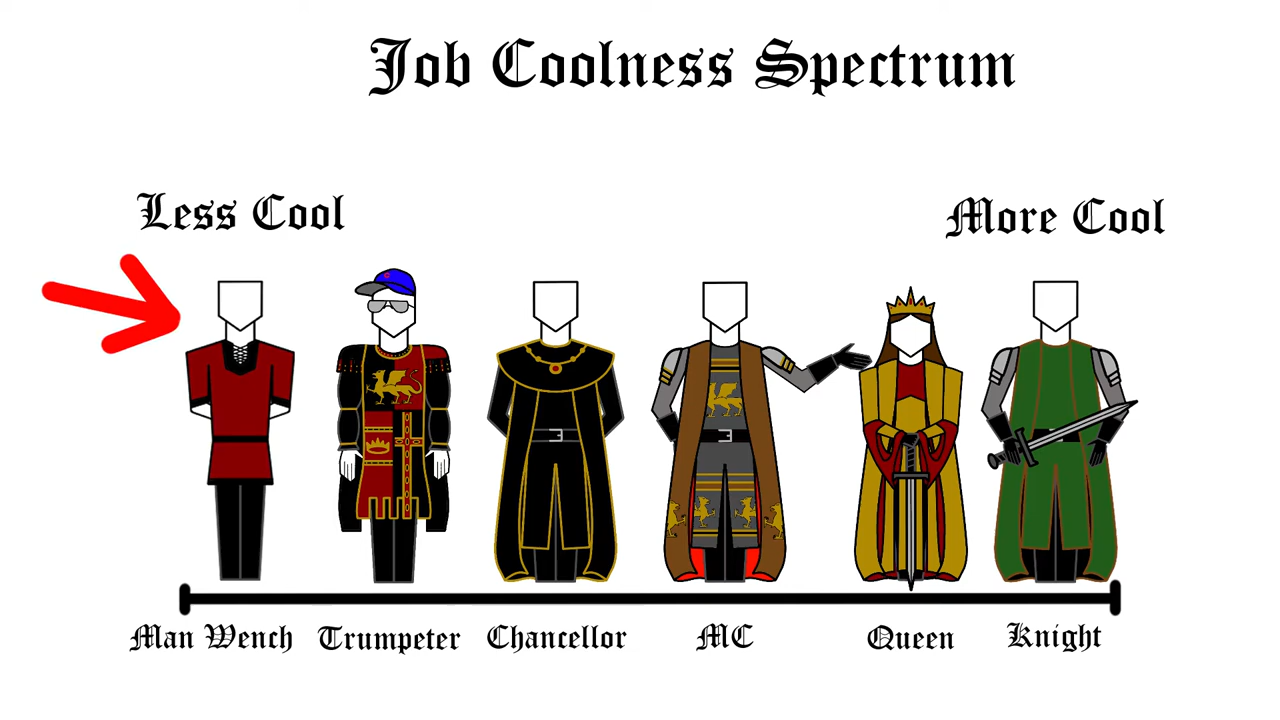 Job Coolness Spectrum
Less Cool
More Cool
Man Wench
Trumpeter
Chancellor
MC
Queen
Knight